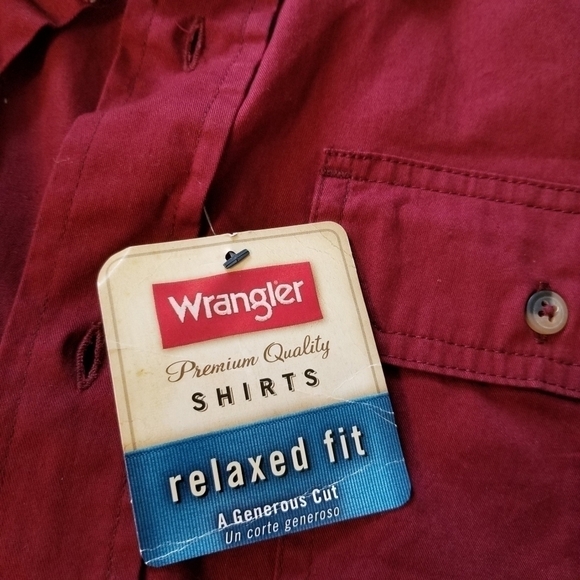 Wrangler
Premium Quality
SHIRTS
relaxed fit
A Generous Cut
Un corte generoso